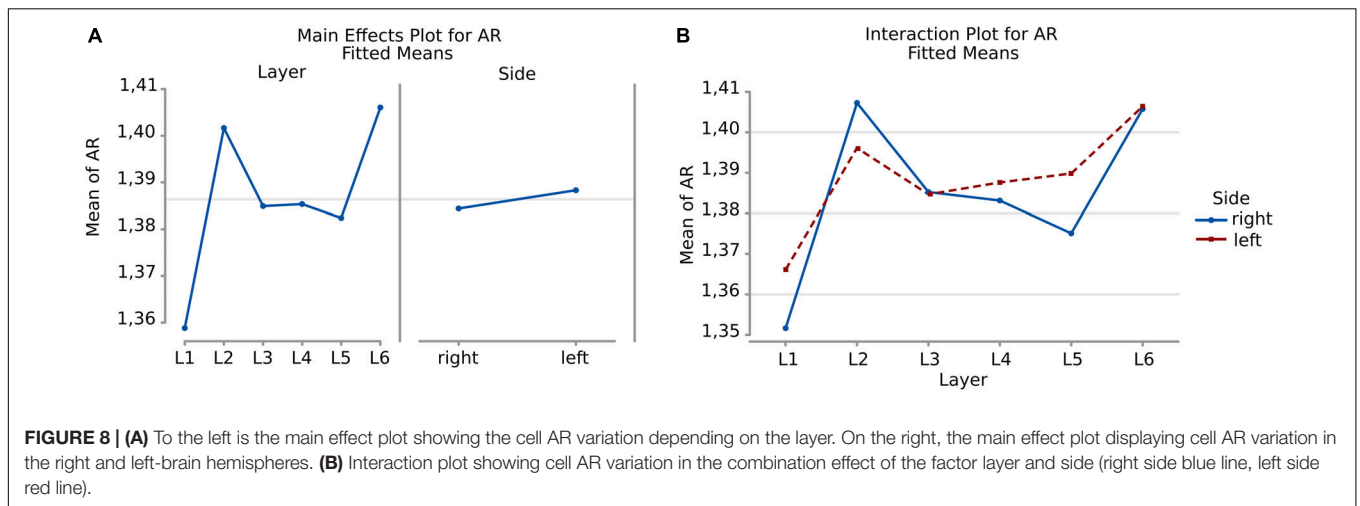 A
Main Effects Plot for AR
Fitted Means
Layer
Side
1,41
1,40
1,39
1,38
1,37
1,36
Mean of AR
L1 L2 L3 L4 L5 L6
right left
B
Interaction Plot for AR
Fitted Means
1,41
1,40
1,39
1,38
1,37
1,36
1,35
Mean of AR
L1 L2 L3 L4 L5 L6
Layer
Side
right
left
FIGURE 8 | (A) To the left is the main effect plot showing the cell AR variation depending on the layer. On the right, the main effect plot displaying cell AR variation in
the right and left-brain hemispheres. (B) Interaction plot showing cell AR variation in the combination effect of the factor layer and side (right side blue line, left side
red line).